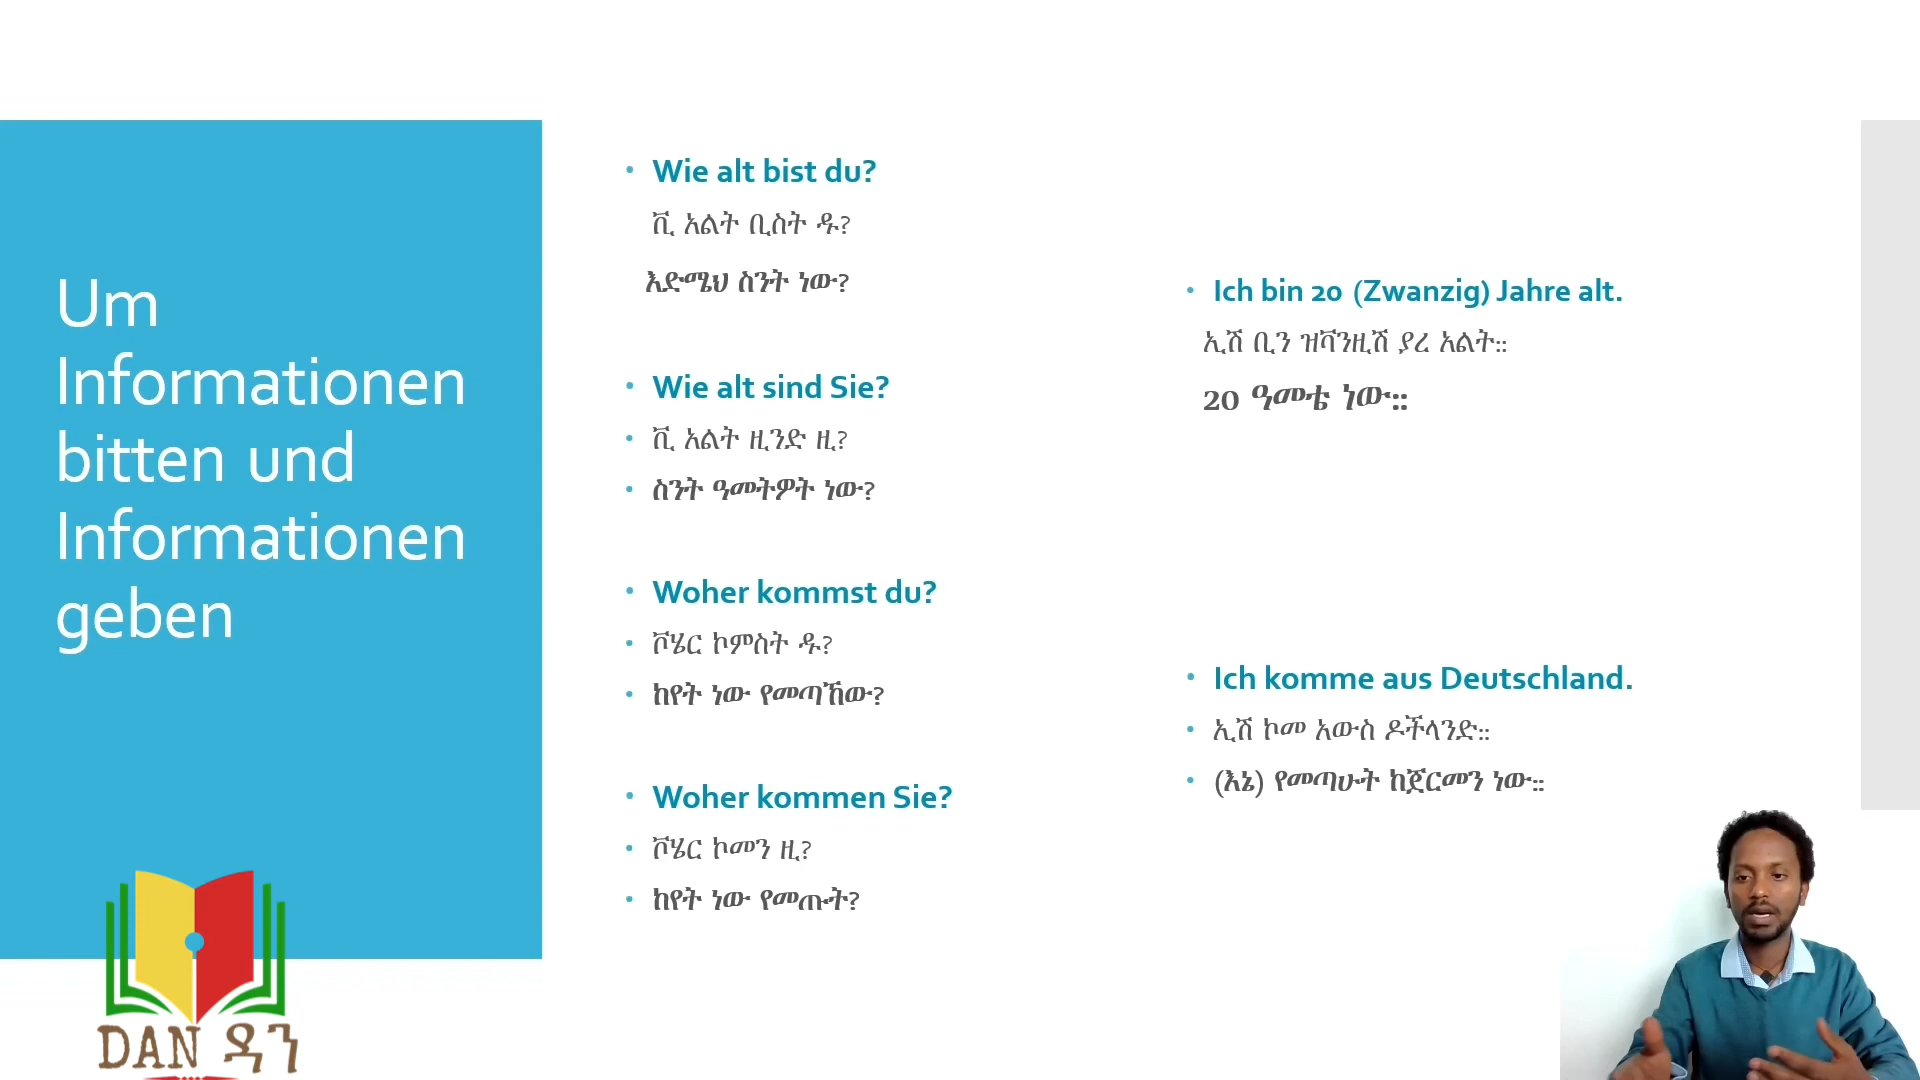 Um
Informationen
bitten und
Informationen
geben
Wie alt bist du?
ቪ አልት ቢስት ዱ?
እድሜህ ስንት ነው?
Wie alt sind Sie?
ቪ አልት ዚንድ ዚ?
ስንት ዓመትዎት ነው?
Woher kommst du?
ቮሄር ኮምስት ዱ?
ከየት ነው የመጣኸው?
Woher kommen Sie?
ቮሄር ኮመን ዚ?
ከየት ነው የመጡት?
Ich bin 20 (Zwanzig) Jahre alt.
ኢሽ ቢን ዝቫንዚሽ ያረ አልት።
20 ዓመቴ ነው።
Ich komme aus Deutschland.
ኢሽ ኮመ አውስ ዶችላንድ።
(እኔ) የመጣሁት ከጀርመን ነው።
DAN ዳን